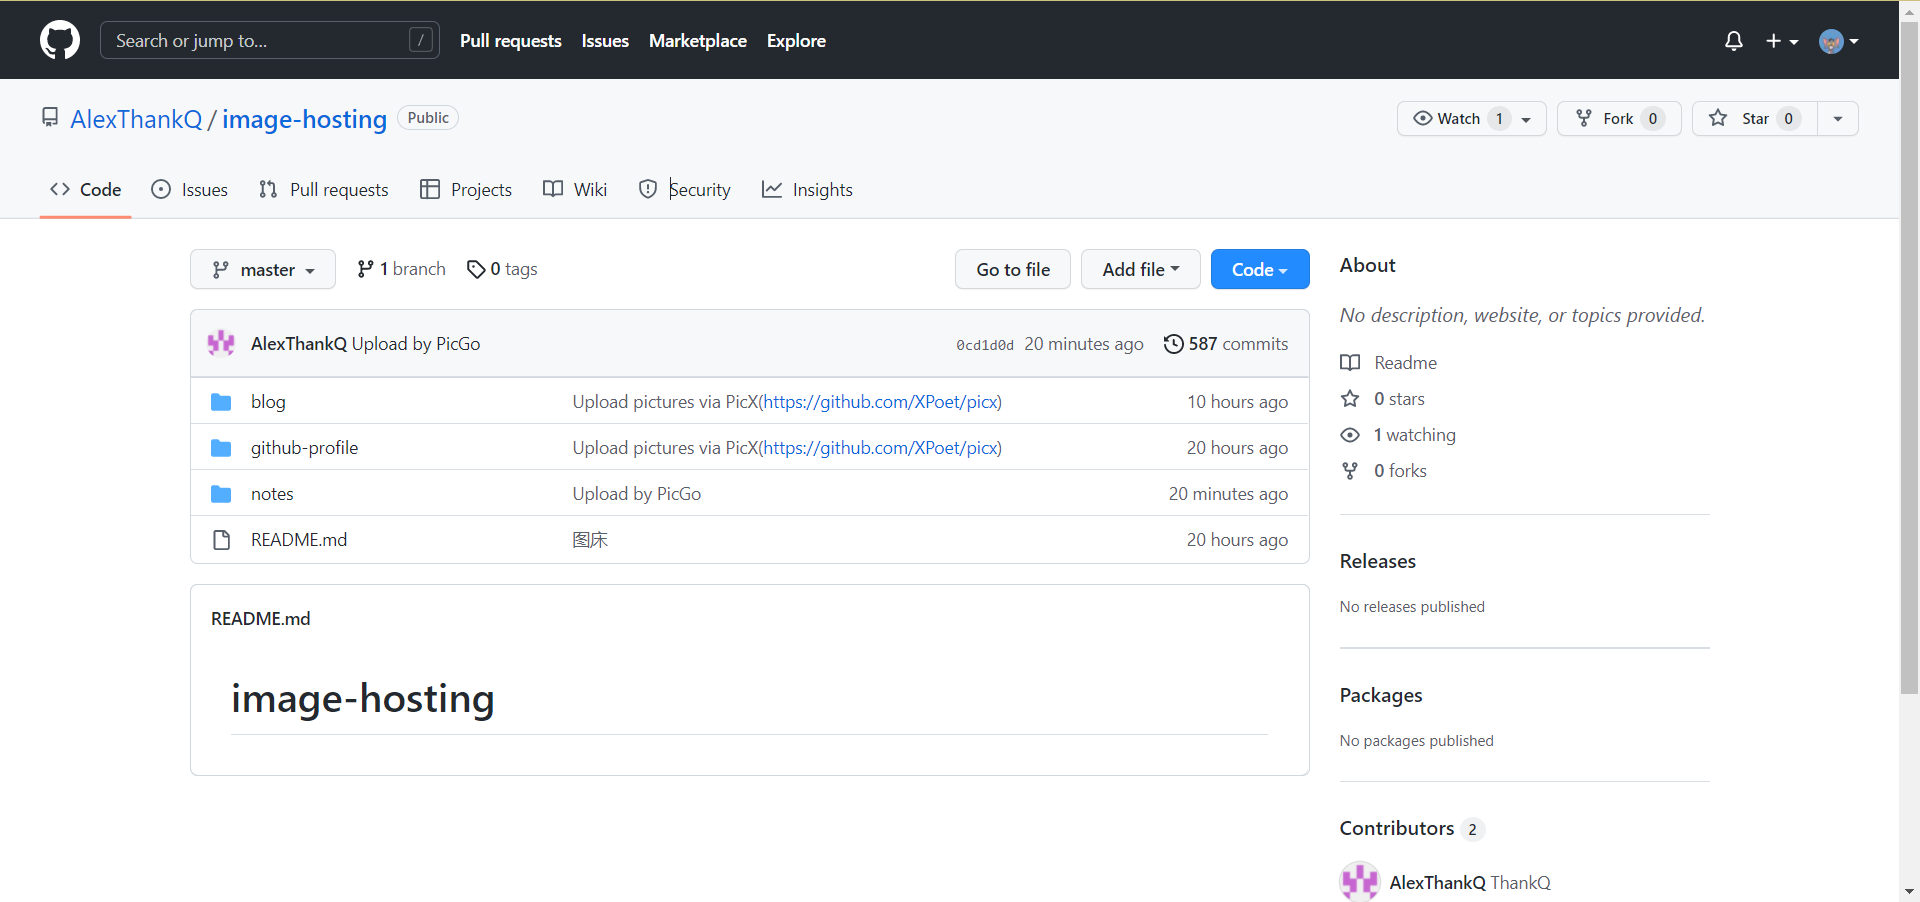 Search or jump to... / Pull requests Issues Marketplace Explore
AlexThankQ / image-hosting Public Watch 1 Fork 0 Star 0
Code Issues Pull requests Projects Wiki Security Insights
master 1 branch 0 tags Go to file Add file Code
AlexThankQ Upload by PicGo 0cd1d0d 20 minutes ago 587 commits
blog Upload pictures via PicX(https://github.com/XPoet/picx) 10 hours ago
github-profile Upload pictures via PicX(https://github.com/XPoet/picx) 20 hours ago
notes Upload by PicGo 20 minutes ago
README.md 图床 20 hours ago
README.md
image-hosting
About
No description, website, or topics provided.
Readme
0 stars
1 watching
0 forks
Releases
No releases published
Packages
No packages published
Contributors 2
AlexThankQ ThankQ